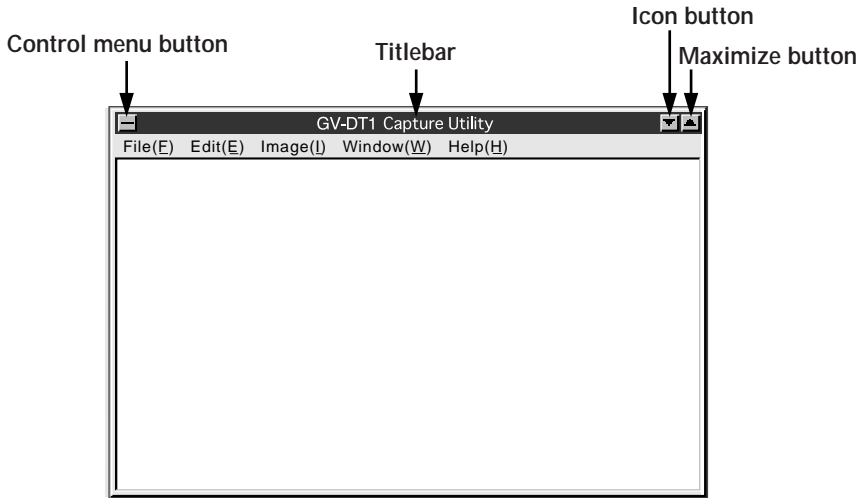 Icon button
Control menu button
Titlebar
Maximize button
GV-DT1 Capture Utility
File(F) Edit(E) Image(I) Window(W) Help(H)